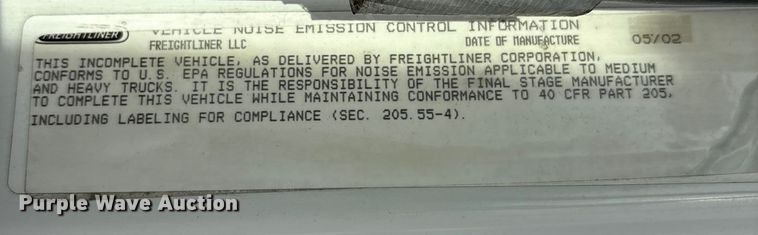 FREIGHTLINER
VEHICLE NOISE EMISSION CONTROL INFORMATION
FREIGHTLINER LLC DATE OF MANUFACTURE 05/02
THIS INCOMPLETE VEHICLE, AS DELIVERED BY FREIGHTLINER CORPORATION,
CONFORMS TO U.S. EPA REGULATIONS FOR NOISE EMISSION APPLICABLE TO MEDIUM
AND HEAVY TRUCKS. IT IS THE RESPONSIBILITY OF THE FINAL STAGE MANUFACTURER
TO COMPLETE THIS VEHICLE WHILE MAINTAINING CONFORMANCE TO 40 CFR PART 205,
INCLUDING LABELING FOR COMPLIANCE (SEC. 205.55-4).
Purple Wave Auction